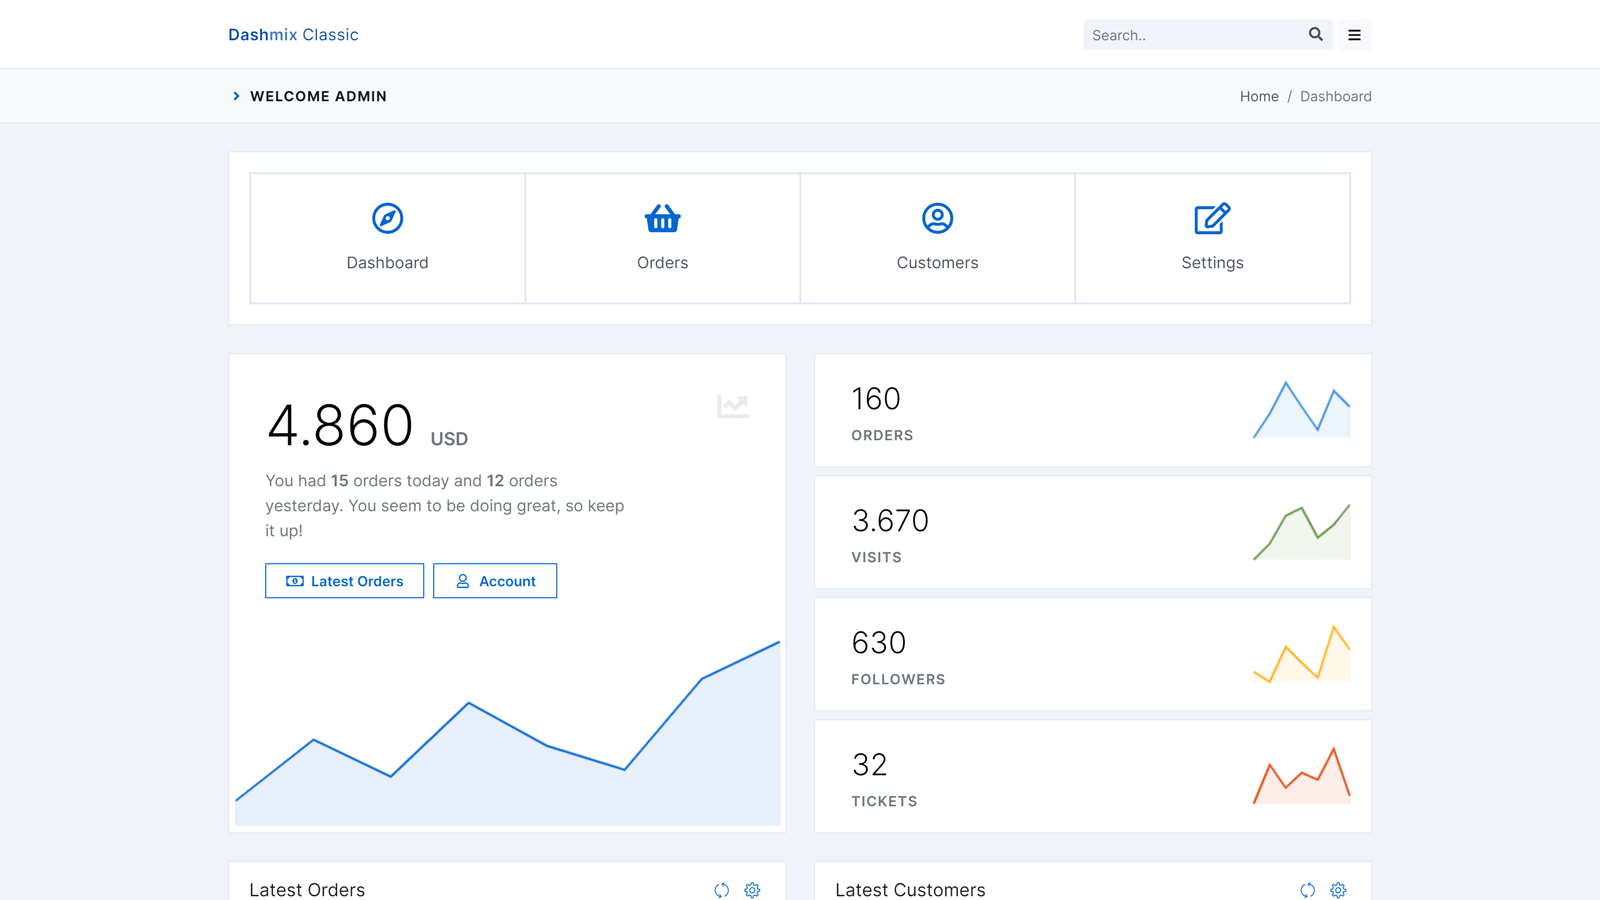 Dashmix Classic
Search..
WELCOME ADMIN
Home / Dashboard
Dashboard
Orders
Customers
Settings
4.860 USD
You had 15 orders today and 12 orders
yesterday. You seem to be doing great, so keep
it up!
Latest Orders
Account
160
ORDERS
3.670
VISITS
630
FOLLOWERS
32
TICKETS
Latest Orders
Latest Customers